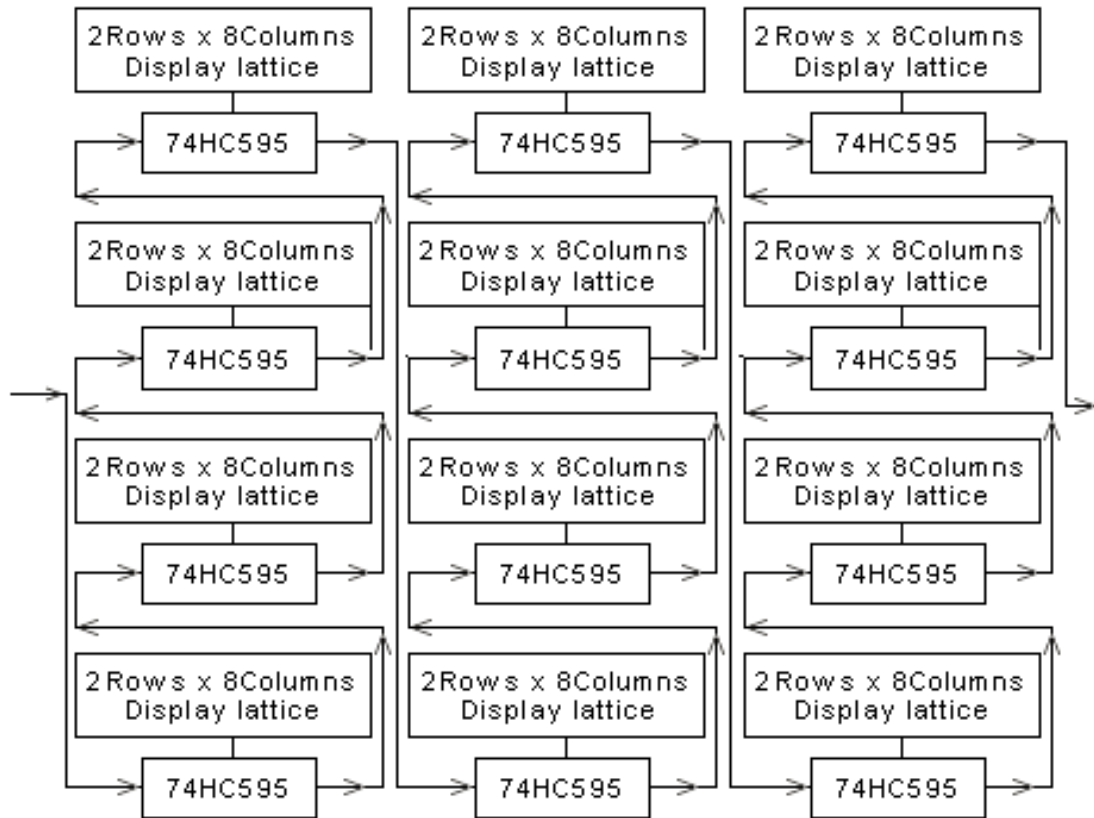 2Rows x 8Columns
Display lattice
2Rows x 8Columns
Display lattice
2Rows x 8Columns
Display lattice
74HC595
74HC595
74HC595
2Rows x 8Columns
Display lattice
2Rows x 8Columns
Display lattice
2Rows x 8Columns
Display lattice
74HC595
74HC595
74HC595
2Rows x 8Columns
Display lattice
2Rows x 8Columns
Display lattice
2Rows x 8Columns
Display lattice
74HC595
74HC595
74HC595
2Rows x 8Columns
Display lattice
2Rows x 8Columns
Display lattice
2Rows x 8Columns
Display lattice
74HC595
74HC595
74HC595